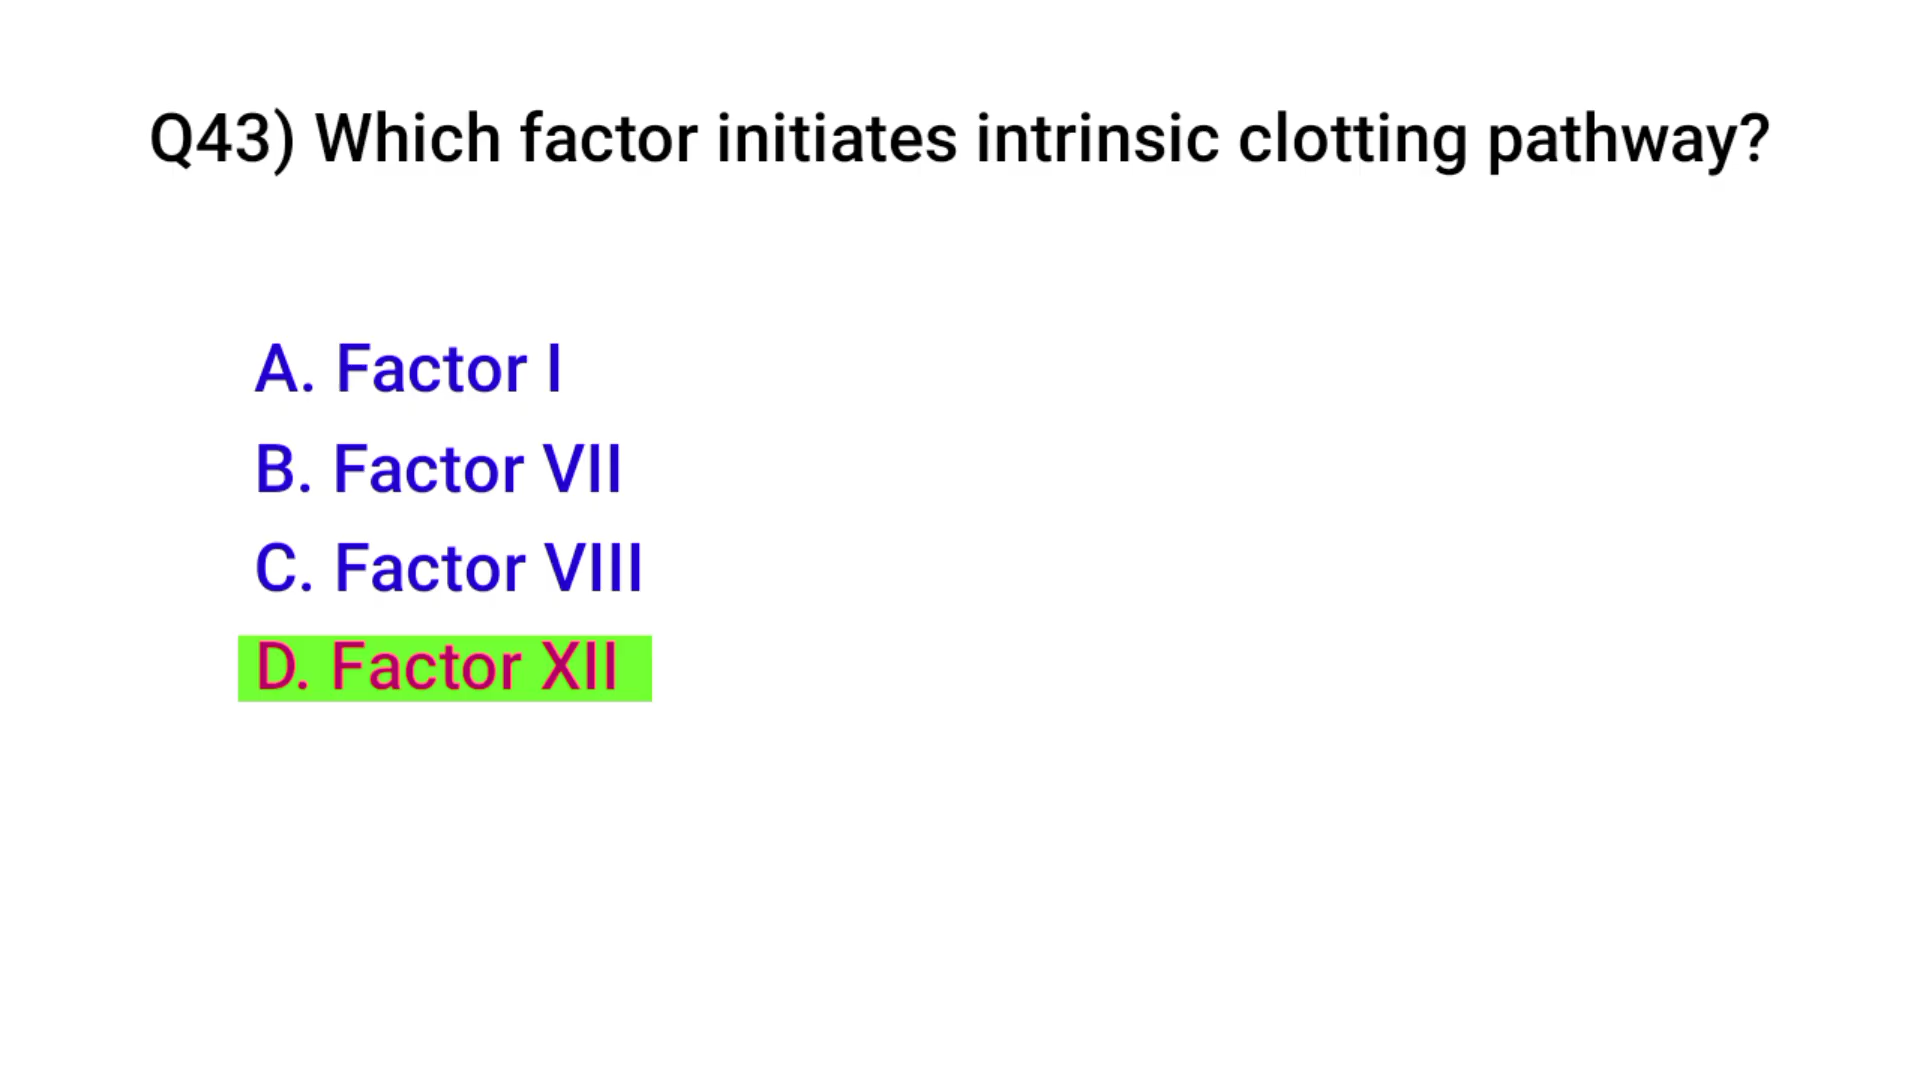 Q43) Which factor initiates intrinsic clotting pathway?
A. Factor I
B. Factor VII
C. Factor VIII
D. Factor XII